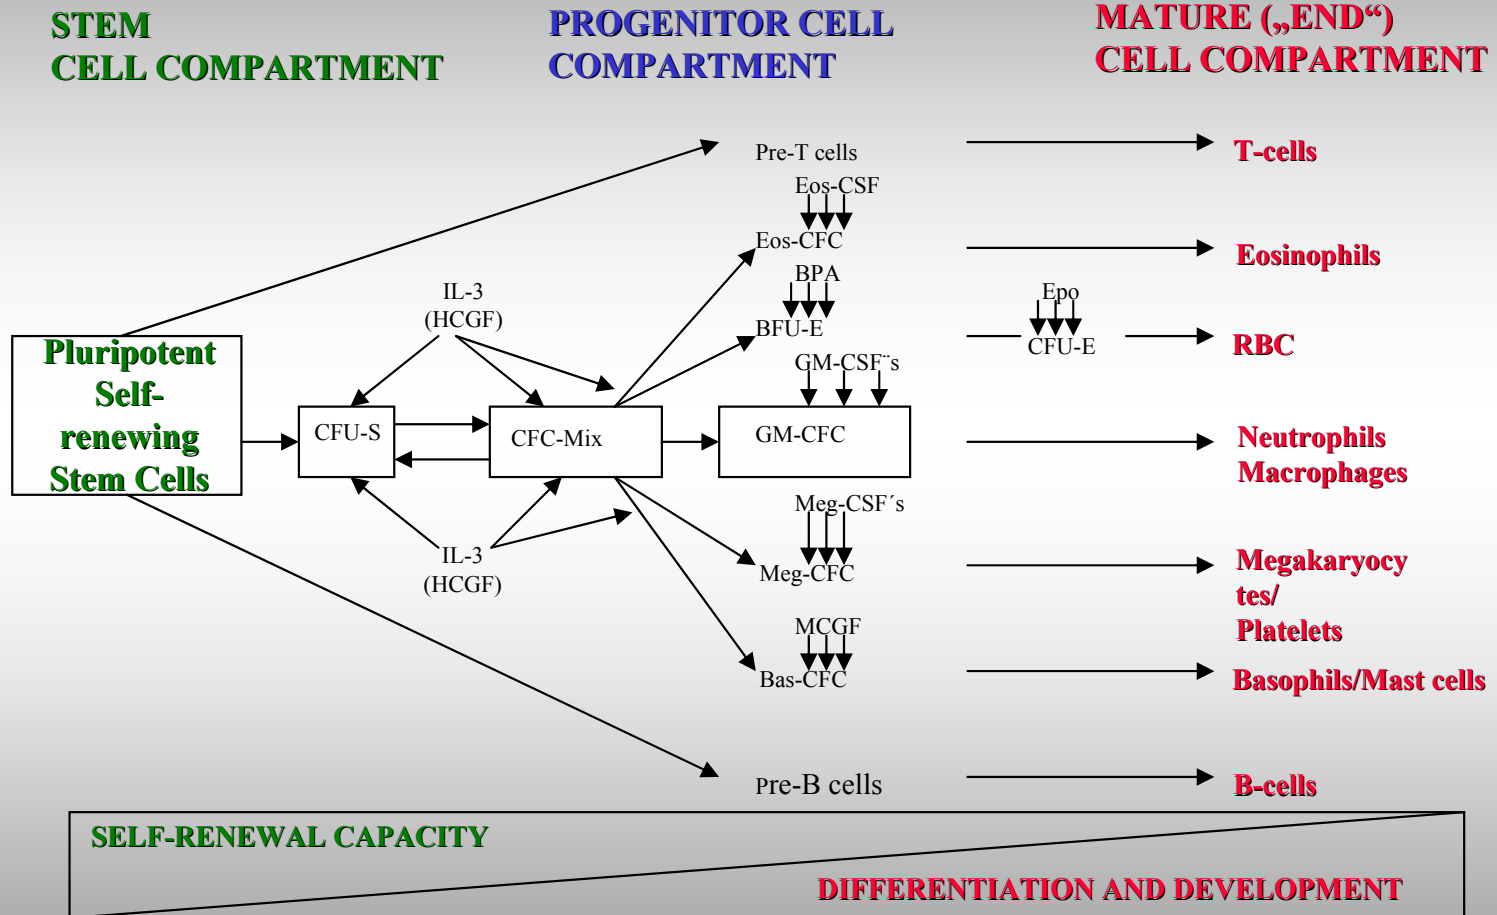 STEM
CELL COMPARTMENT
PROGENITOR CELL
COMPARTMENT
MATURE („END“)
CELL COMPARTMENT
Pre-T cells
T-cells
Eos-CSF
Eos-CFC
Eosinophils
BPA
BFU-E
Epo
CFU-E
RBC
IL-3
(HCGF)
Pluripotent
Self-
renewing
Stem Cells
CFU-S
CFC-Mix
GM-CSF¨s
GM-CFC
Neutrophils
Macrophages
IL-3
(HCGF)
Meg-CSF´s
Meg-CFC
Megakaryocy
tes/
Platelets
MCGF
Bas-CFC
Basophils/Mast cells
Pre-B cells
B-cells
SELF-RENEWAL CAPACITY
DIFFERENTIATION AND DEVELOPMENT